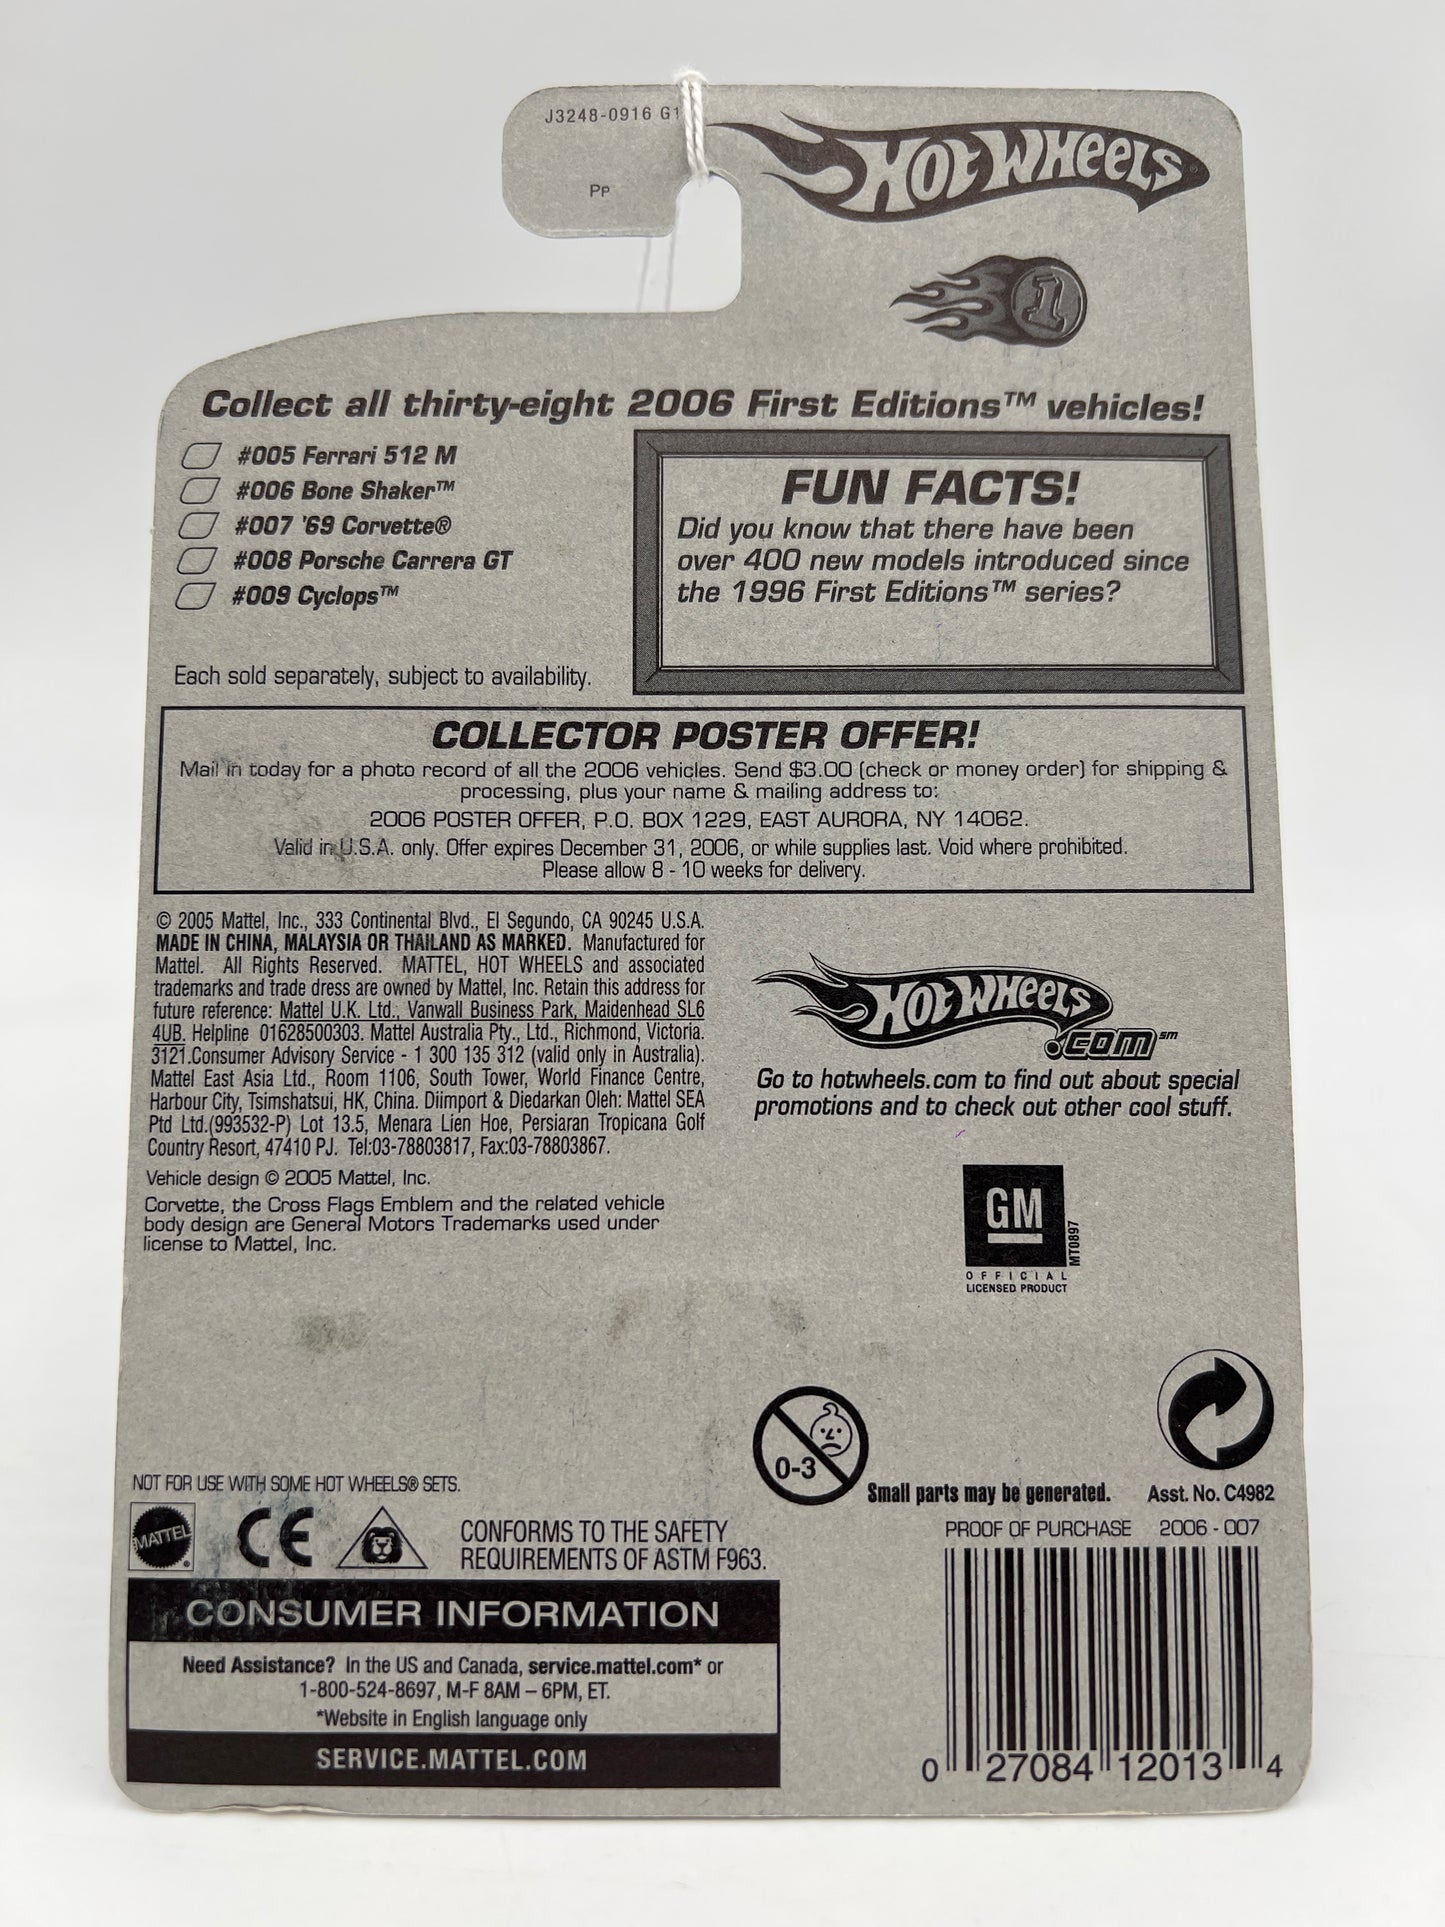 J3248-0916 G1
PP
HOT WHEELS
1
Collect all thirty-eight 2006 First Editions™ vehicles!
#005 Ferrari 512 M
#006 Bone Shaker™
#007 '69 Corvette®
#008 Porsche Carrera GT
#009 Cyclops™
Each sold separately, subject to availability.
FUN FACTS!
Did you know that there have been
over 400 new models introduced since
the 1996 First Editions™ series?
COLLECTOR POSTER OFFER!
Mail in today for a photo record of all the 2006 vehicles. Send $3.00 (check or money order) for shipping &
processing, plus your name & mailing address to:
2006 POSTER OFFER, P.O. BOX 1229, EAST AURORA, NY 14062.
Valid in U.S.A. only. Offer expires December 31, 2006, or while supplies last. Void where prohibited.
Please allow 8 - 10 weeks for delivery.
© 2005 Mattel, Inc., 333 Continental Blvd., El Segundo, CA 90245 U.S.A.
MADE IN CHINA, MALAYSIA OR THAILAND AS MARKED. Manufactured for
Mattel. All Rights Reserved. MATTEL, HOT WHEELS and associated
trademarks and trade dress are owned by Mattel, Inc. Retain this address for
future reference: Mattel U.K. Ltd., Vanwall Business Park, Maidenhead SL6
4UB. Helpline 01628500303. Mattel Australia Pty., Ltd., Richmond, Victoria.
3121.Consumer Advisory Service - 1 300 135 312 (valid only in Australia).
Mattel East Asia Ltd., Room 1106, South Tower, World Finance Centre,
Harbour City, Tsimshatsui, HK, China. Diimport & Diedarkan Oleh: Mattel SEA
Ptd Ltd.(993532-P) Lot 13.5, Menara Lien Hoe, Persiaran Tropicana Golf
Country Resort, 47410 PJ. Tel:03-78803817, Fax:03-78803867.
Vehicle design © 2005 Mattel, Inc.
Corvette, the Cross Flags Emblem and the related vehicle
body design are General Motors Trademarks used under
license to Mattel, Inc.
HOT WHEELS
.com℠
Go to hotwheels.com to find out about special
promotions and to check out other cool stuff.
GM
MT0897
OFFICIAL
LICENSED PRODUCT
0-3
Small parts may be generated.
Asst. No. C4982
NOT FOR USE WITH SOME HOT WHEELS® SETS.
MATTEL®
CE
CONFORMS TO THE SAFETY
REQUIREMENTS OF ASTM F963.
CONSUMER INFORMATION
Need Assistance? In the US and Canada, service.mattel.com* or
1-800-524-8697, M-F 8AM – 6PM, ET.
*Website in English language only
SERVICE.MATTEL.COM
PROOF OF PURCHASE 2006 - 007
0 27084 12013 4